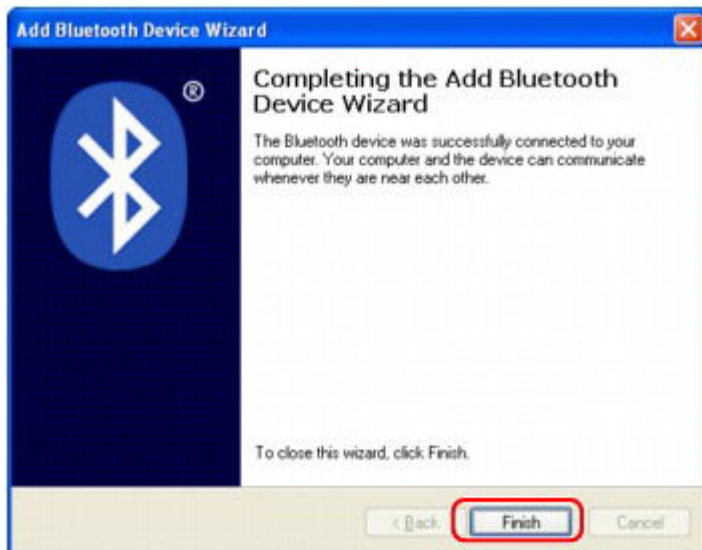 Add Bluetooth Device Wizard
®
Completing the Add Bluetooth
Device Wizard
The Bluetooth device was successfully connected to your
computer. Your computer and the device can communicate
whenever they are near each other.
To close this wizard, click Finish.
< Back
Finish
Cancel